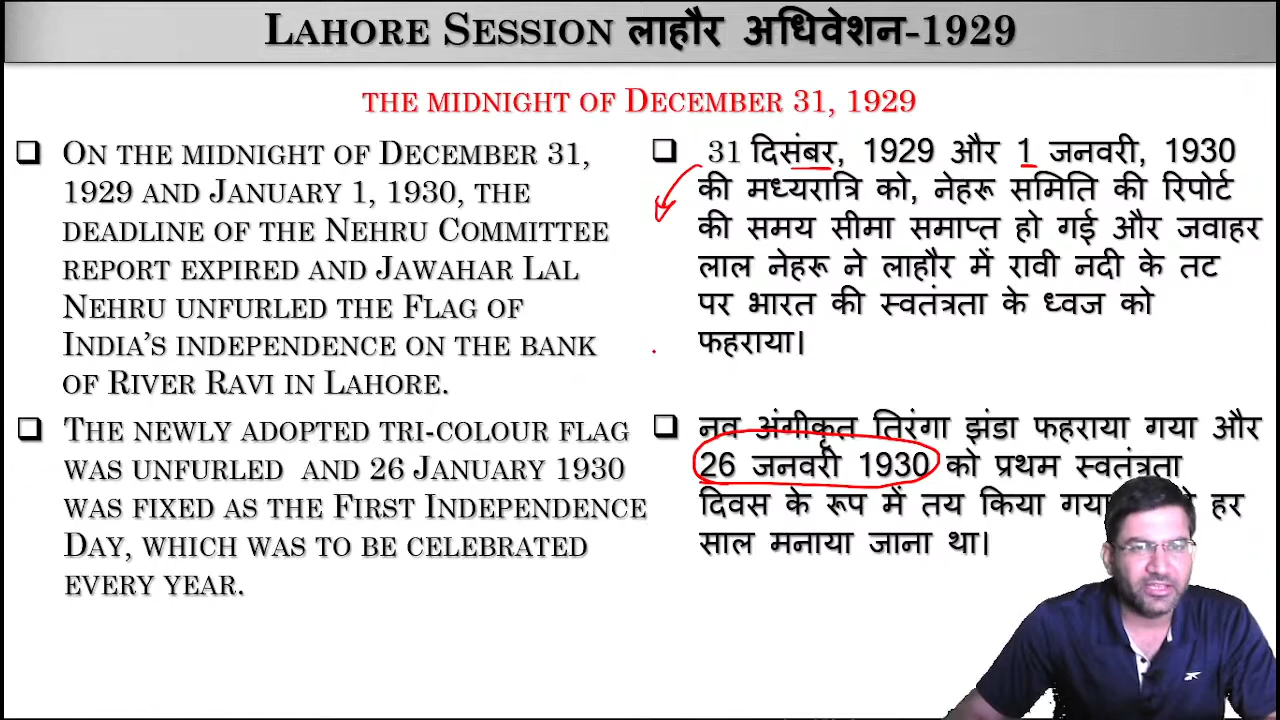 LAHORE SESSION लाहौर अधिवेशन-1929
THE MIDNIGHT OF DECEMBER 31, 1929
ON THE MIDNIGHT OF DECEMBER 31,
1929 AND JANUARY 1, 1930, THE
DEADLINE OF THE NEHRU COMMITTEE
REPORT EXPIRED AND JAWAHAR LAL
NEHRU UNFURLED THE FLAG OF
INDIA'S INDEPENDENCE ON THE BANK
OF RIVER RAVI IN LAHORE.
THE NEWLY ADOPTED TRI-COLOUR FLAG
WAS UNFURLED AND 26 JANUARY 1930
WAS FIXED AS THE FIRST INDEPENDENCE
DAY, WHICH WAS TO BE CELEBRATED
EVERY YEAR.
31 दिसंबर, 1929 और 1 जनवरी, 1930
की मध्यरात्रि को, नेहरू समिति की रिपोर्ट
की समय सीमा समाप्त हो गई और जवाहर
लाल नेहरू ने लाहौर में रावी नदी के तट
पर भारत की स्वतंत्रता के ध्वज को
फहराया।
नव अंगीकृत तिरंगा झंडा फहराया गया और
26 जनवरी 1930 को प्रथम स्वतंत्रता
दिवस के रूप में तय किया गया हर
साल मनाया जाना था।